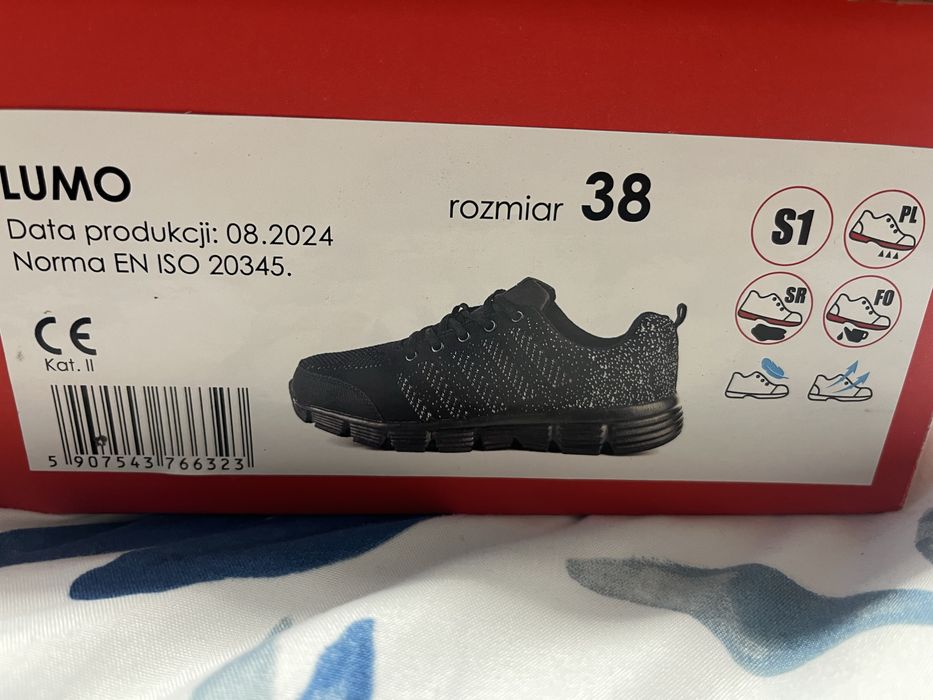 LUMO
Data produkcji: 08.2024
Norma EN ISO 20345.
rozmiar 38
S1
PL
SR
FO
CE
Kat. II
5 907543 766323